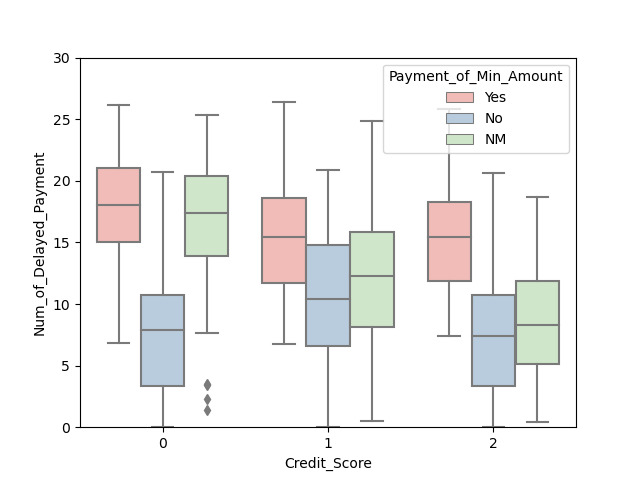 30
25
20
15
10
5
0
Num_of_Delayed_Payment
Payment_of_Min_Amount
Yes
No
NM
0 1 2
Credit_Score